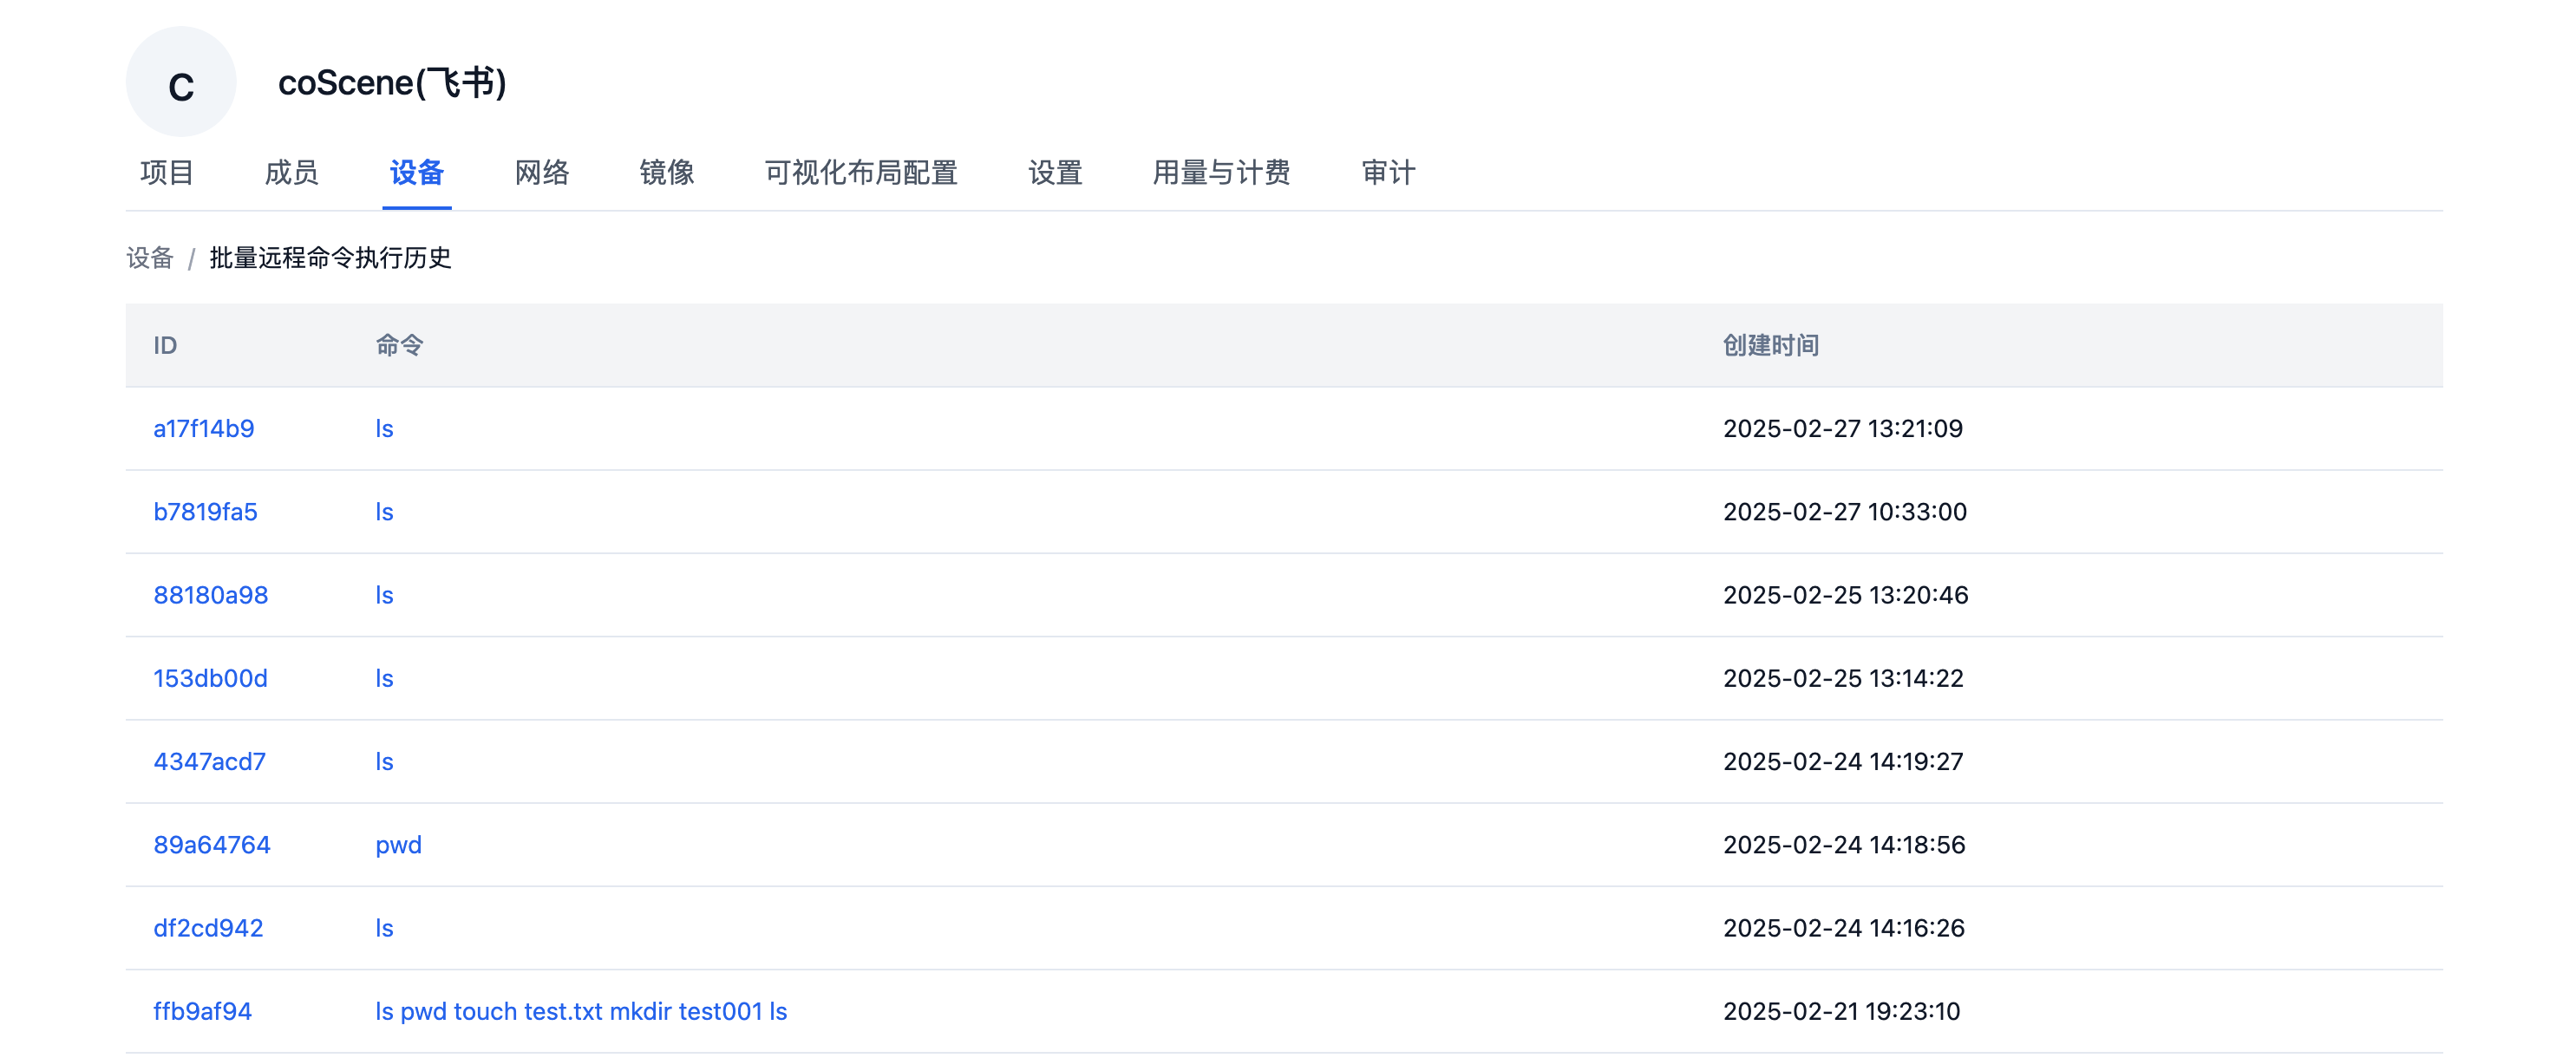 C
coScene(飞书)
项目 成员 设备 网络 镜像 可视化布局配置 设置 用量与计费 审计
设备 / 批量远程命令执行历史
ID 命令 创建时间
a17f14b9 ls 2025-02-27 13:21:09
b7819fa5 ls 2025-02-27 10:33:00
88180a98 ls 2025-02-25 13:20:46
153db00d ls 2025-02-25 13:14:22
4347acd7 ls 2025-02-24 14:19:27
89a64764 pwd 2025-02-24 14:18:56
df2cd942 ls 2025-02-24 14:16:26
ffb9af94 ls pwd touch test.txt mkdir test001 ls 2025-02-21 19:23:10